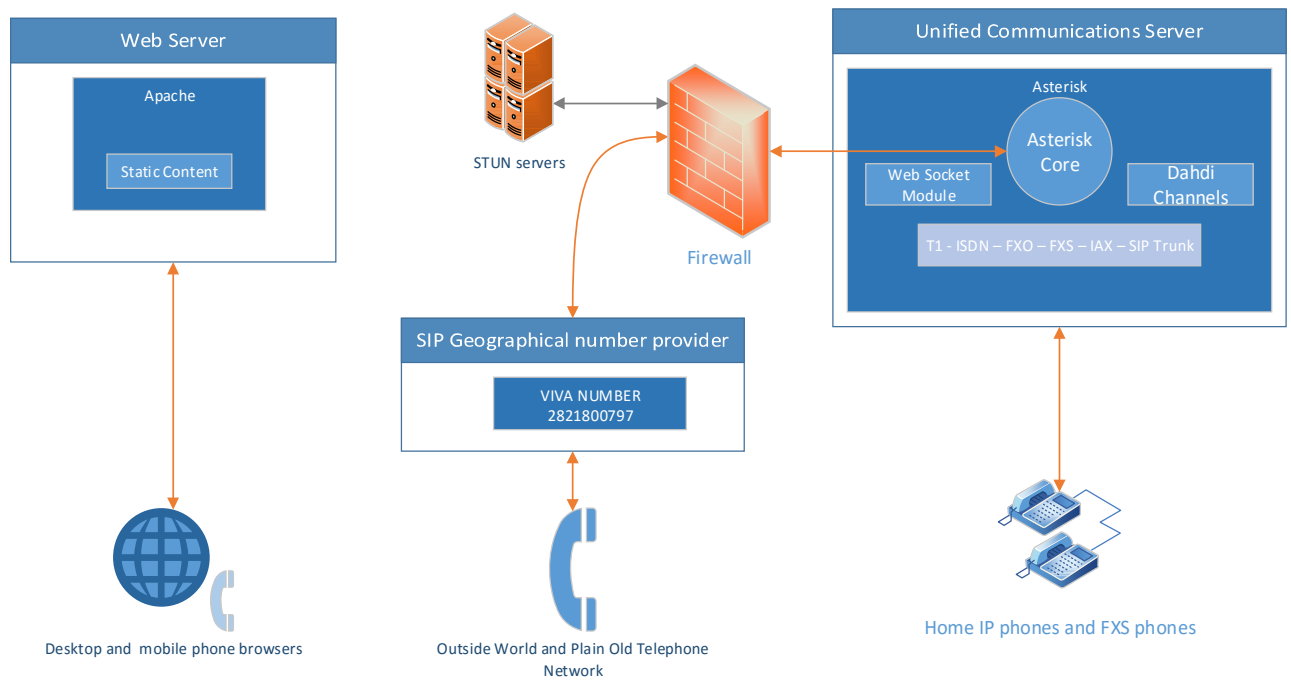 Web Server
Apache
Static Content
Desktop and  mobile phone browsers
STUN servers
Firewall
SIP Geographical number provider
VIVA NUMBER
2821800797
Outside World and Plain Old Telephone
Network
Unified Communications Server
Asterisk
Asterisk
Core
Web Socket
Module
Dahdi
Channels
T1 - ISDN – FXO – FXS – IAX – SIP Trunk
Home IP phones and FXS phones